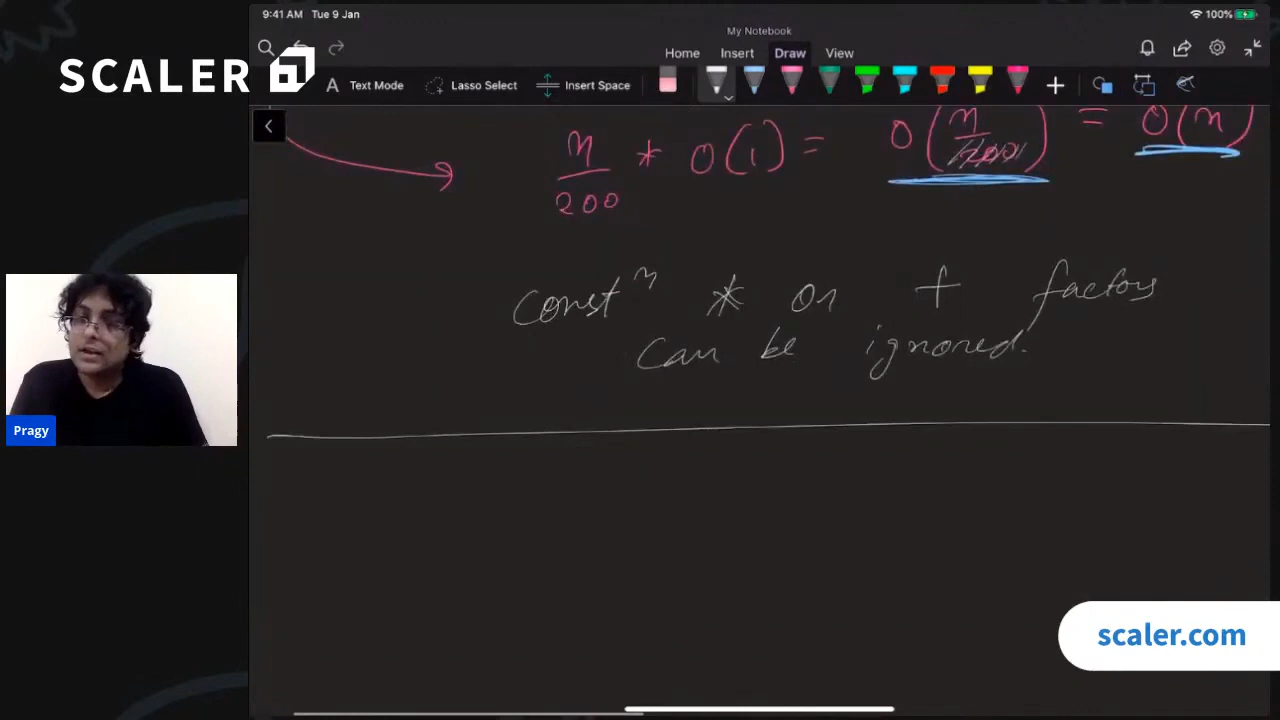 9:41 AM Tue 9 Jan
100%
My Notebook
SCALER
Home Insert Draw View
A Text Mode Lasso Select Insert Space
n/200 * O(1) = O(n/200) = O(n)
const^n * or + factors
can be ignored.
Pragy
scaler.com